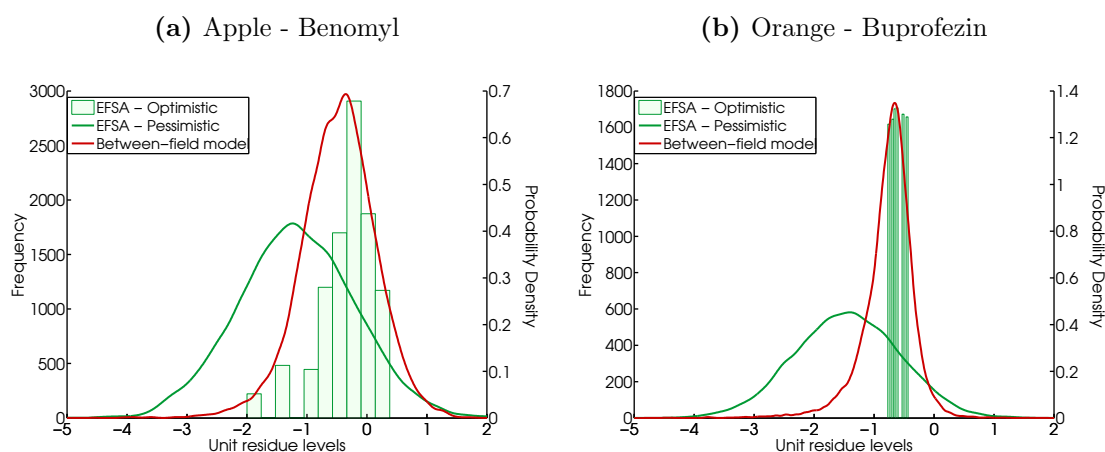 (a) Apple - Benomyl
3000
2500
2000
1500
1000
500
0
Frequency
EFSA – Optimistic
EFSA – Pessimistic
Between–field model
0.7
0.6
0.5
0.4
0.3
0.2
0.1
0
Probability Density
−5 −4 −3 −2 −1 0 1 2
Unit residue levels
(b) Orange - Buprofezin
1800
1600
1400
1200
1000
800
600
400
200
0
Frequency
EFSA – Optimistic
EFSA – Pessimistic
Between–field model
1.4
1.2
1
0.8
0.6
0.4
0.2
0
Probability Density
−5 −4 −3 −2 −1 0 1 2
Unit residue levels